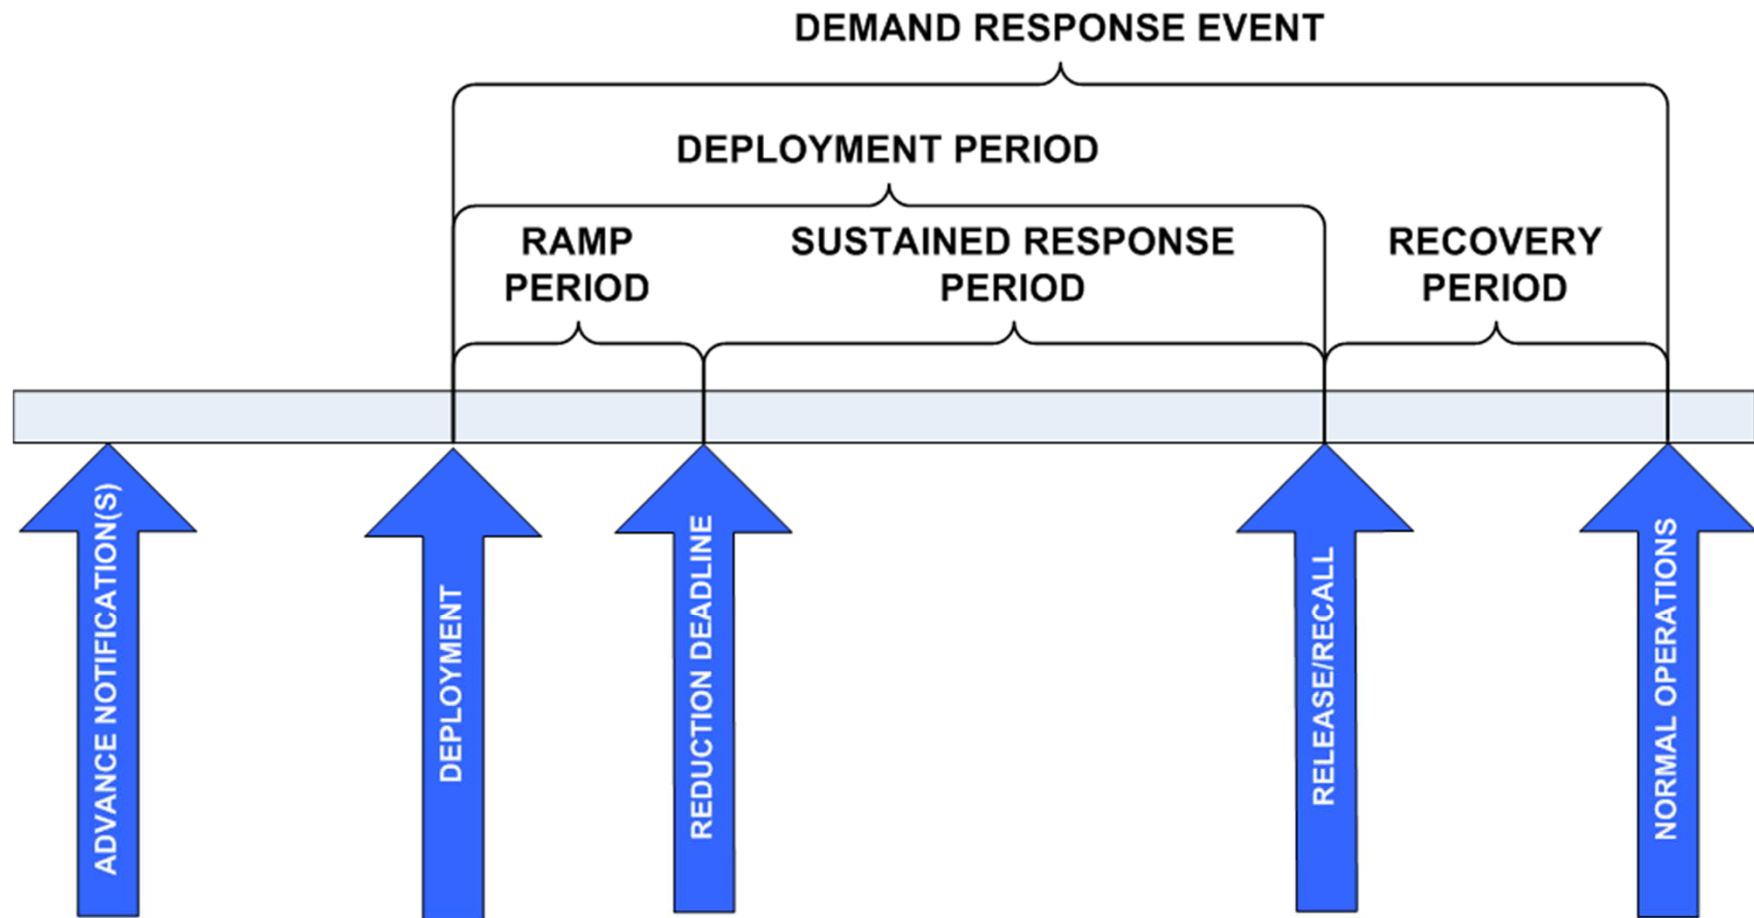 DEMAND RESPONSE EVENT
DEPLOYMENT PERIOD
RAMP
PERIOD
SUSTAINED RESPONSE
PERIOD
RECOVERY
PERIOD
ADVANCE NOTIFICATION(S)
DEPLOYMENT
REDUCTION DEADLINE
RELEASE/RECALL
NORMAL OPERATIONS